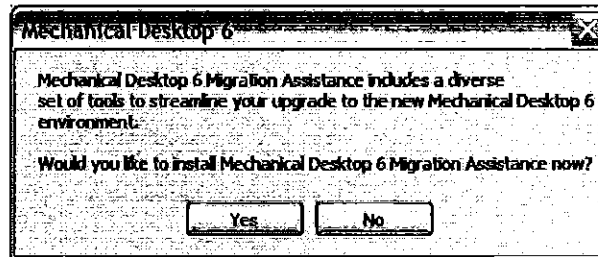 Mechanical Desktop 6
Mechanical Desktop 6 Migration Assistance includes a diverse
set of tools to streamline your upgrade to the new Mechanical Desktop 6
environment.
Would you like to install Mechanical Desktop 6 Migration Assistance now?
Yes
No